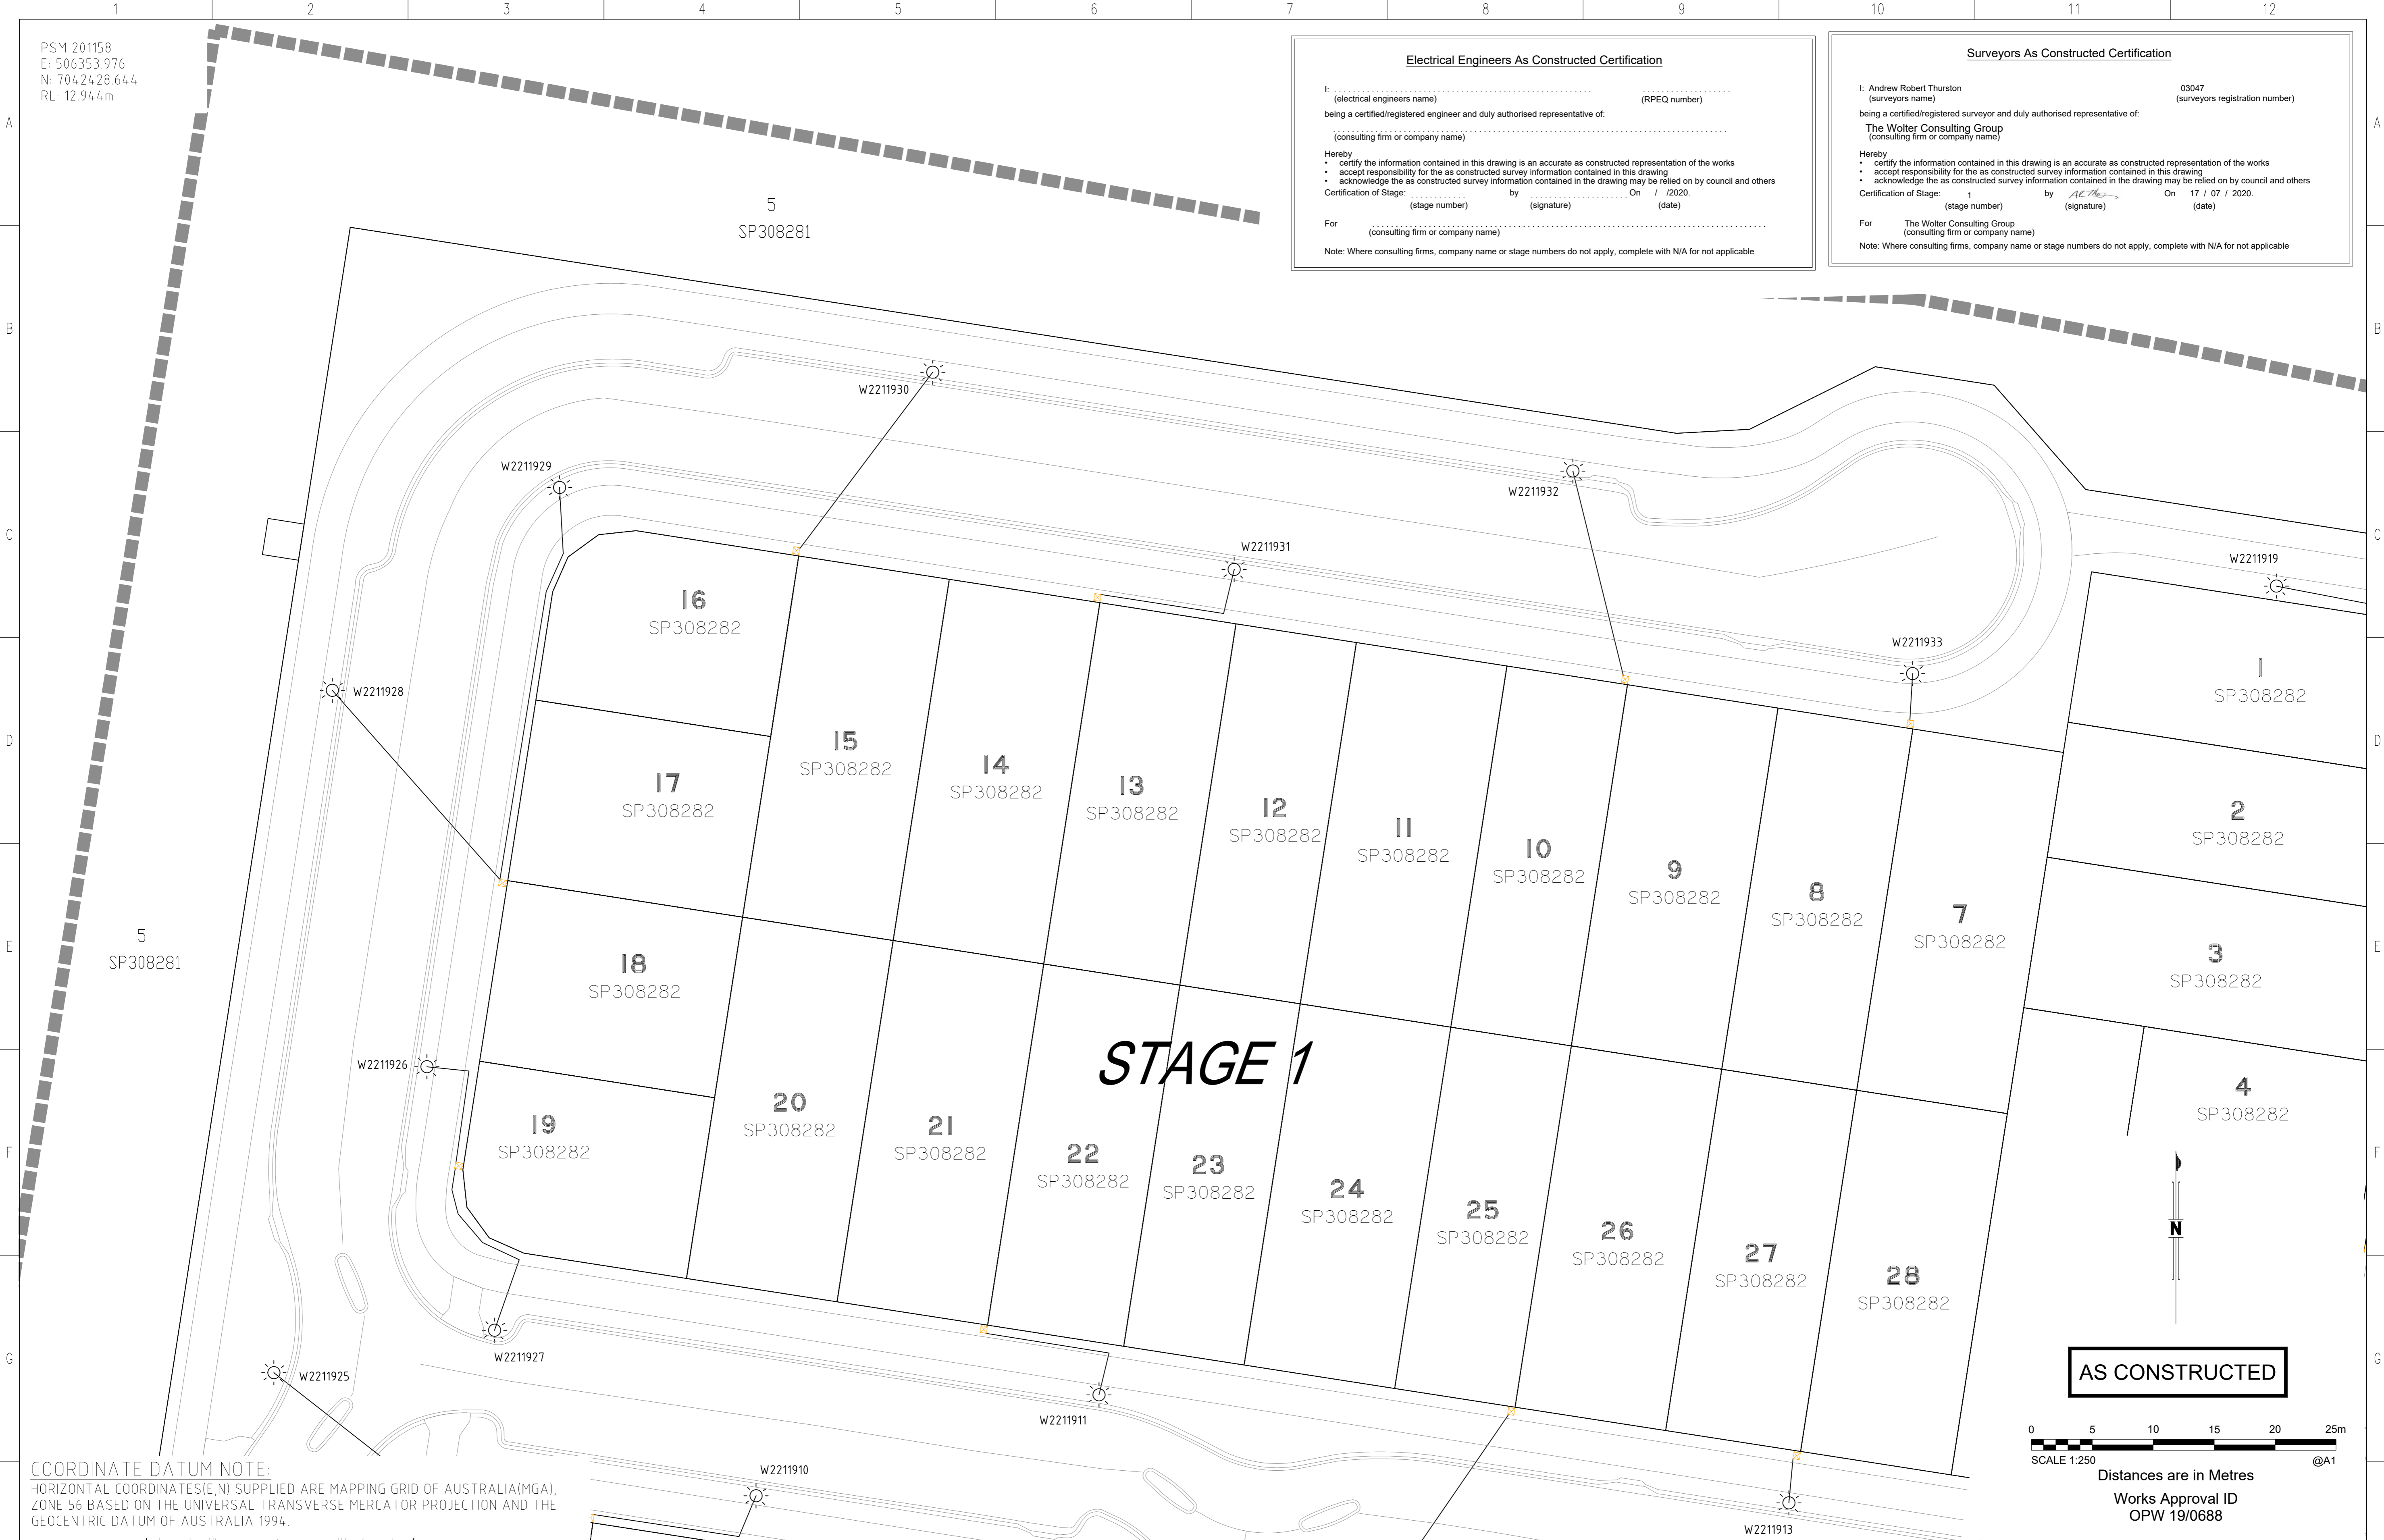 1 2 3 4 5 6 7 8 9 10 11 12
PSM 201158
E: 506353.976
N: 7042428.644
RL: 12.944m
Electrical Engineers As Constructed Certification
I:
(electrical engineers name) (RPEQ number)
being a certified/registered engineer and duly authorised representative of:
(consulting firm or company name)
Hereby
• certify the information contained in this drawing is an accurate as constructed representation of the works
• accept responsibility for the as constructed survey information contained in this drawing
• acknowledge the as constructed survey information contained in the drawing may be relied on by council and others
Certification of Stage: by On / /2020.
(stage number) (signature) (date)
For
(consulting firm or company name)
Note: Where consulting firms, company name or stage numbers do not apply, complete with N/A for not applicable
Surveyors As Constructed Certification
I: Andrew Robert Thurston 03047
(surveyors name) (surveyors registration number)
being a certified/registered surveyor and duly authorised representative of:
The Wolter Consulting Group
(consulting firm or company name)
Hereby
• certify the information contained in this drawing is an accurate as constructed representation of the works
• accept responsibility for the as constructed survey information contained in this drawing
• acknowledge the as constructed survey information contained in the drawing may be relied on by council and others
Certification of Stage: 1 by On 17 / 07 / 2020.
(stage number) (signature) (date)
For The Wolter Consulting Group
(consulting firm or company name)
Note: Where consulting firms, company name or stage numbers do not apply, complete with N/A for not applicable
A A
5
SP308281
B B
W2211930
W2211929
W2211932
C C
W2211931
W2211919
16
SP308282
W2211933
1
SP308282
W2211928
D D
15
SP308282
14
SP308282
17
SP308282
13
SP308282
12
SP308282
2
SP308282
11
SP308282
10
SP308282
9
SP308282
8
SP308282
7
SP308282
5
SP308281
E E
3
SP308282
18
SP308282
STAGE 1
W2211926
4
SP308282
20
SP308282
19
SP308282
21
SP308282
F F
22
SP308282
23
SP308282
24
SP308282
25
SP308282
26
SP308282
N
27
SP308282
28
SP308282
W2211927
G G
W2211925
AS CONSTRUCTED
W2211911
0 5 10 15 20 25m
SCALE 1:250 @A1
Distances are in Metres
Works Approval ID
OPW 19/0688
COORDINATE DATUM NOTE:
HORIZONTAL COORDINATES(E,N) SUPPLIED ARE MAPPING GRID OF AUSTRALIA(MGA),
ZONE 56 BASED ON THE UNIVERSAL TRANSVERSE MERCATOR PROJECTION AND THE
GEOCENTRIC DATUM OF AUSTRALIA 1994.
W2211910
W2211913